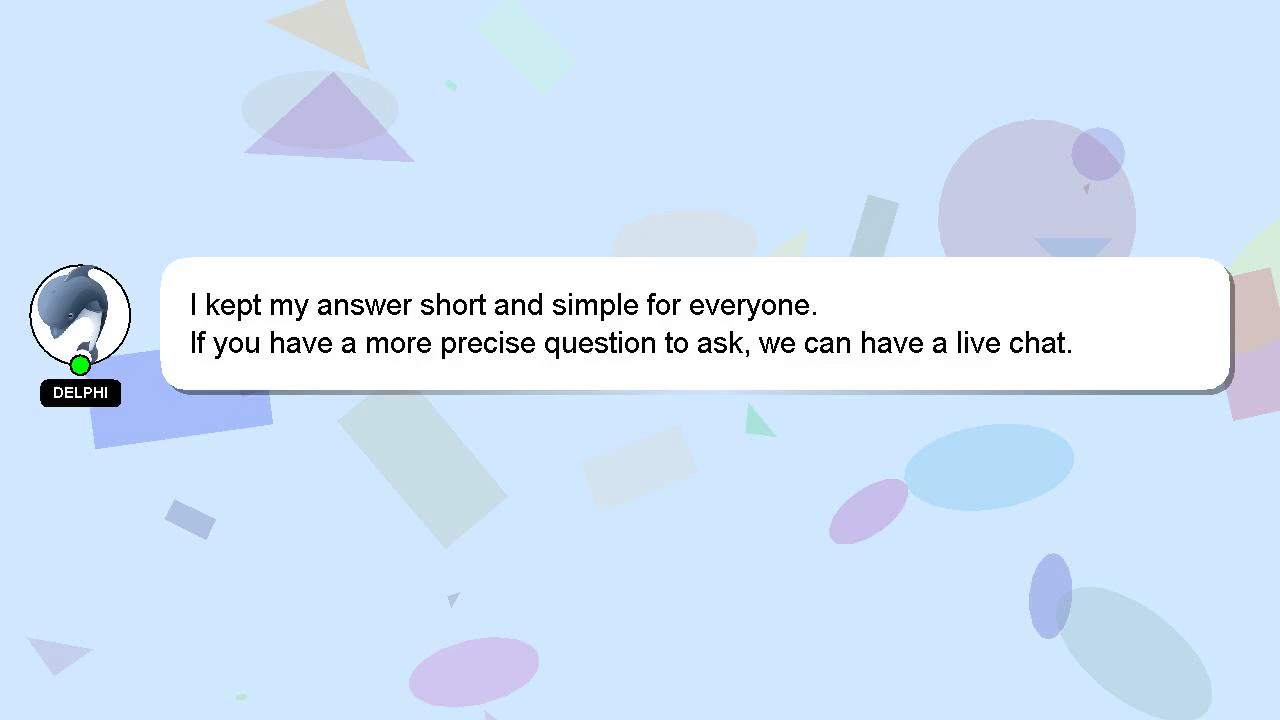 I kept my answer short and simple for everyone.
If you have a more precise question to ask, we can have a live chat.
DELPHI